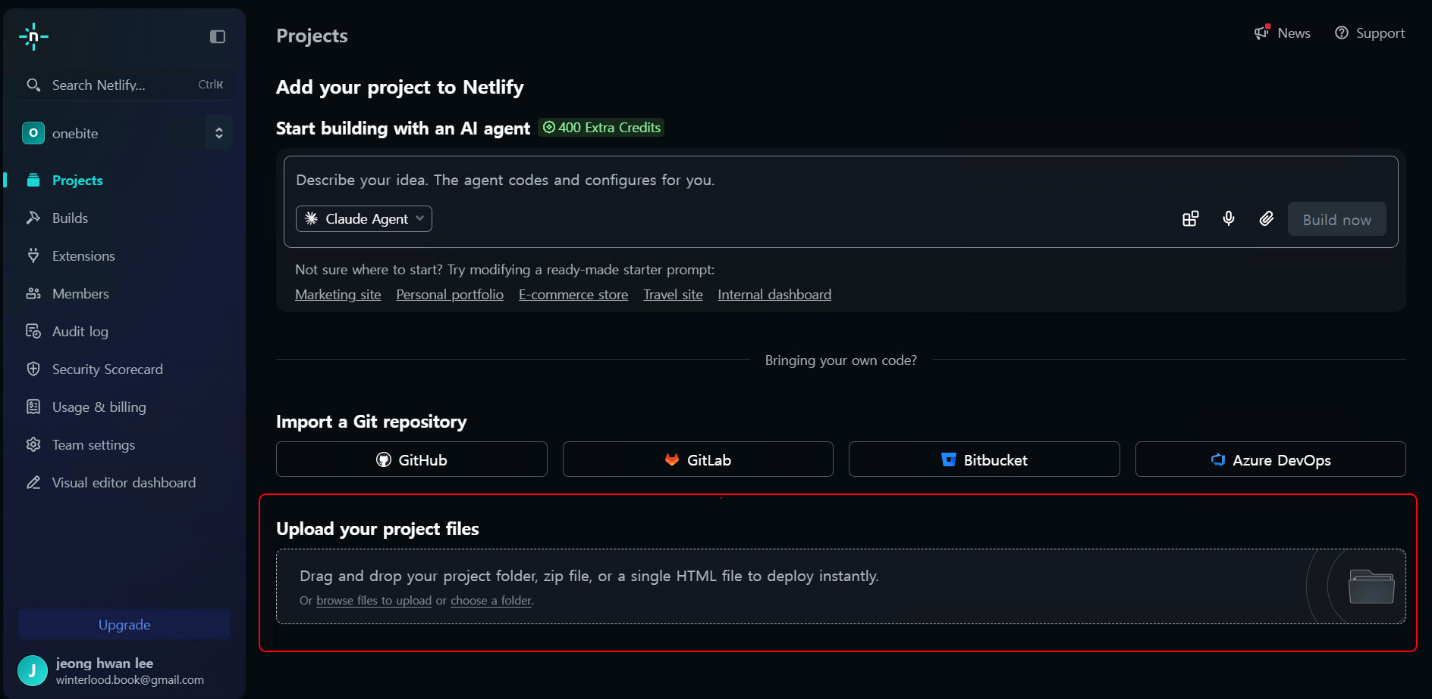 n
Search Netlify...
Ctrl K
O
onebite
Projects
Builds
Extensions
Members
Audit log
Security Scorecard
Usage & billing
Team settings
Visual editor dashboard
Upgrade
J
jeong hwan lee
winterlood.book@gmail.com
Projects
News
Support
Add your project to Netlify
Start building with an AI agent
400 Extra Credits
Describe your idea. The agent codes and configures for you.
Claude Agent
Build now
Not sure where to start? Try modifying a ready-made starter prompt:
Marketing site Personal portfolio E-commerce store Travel site Internal dashboard
Bringing your own code?
Import a Git repository
GitHub
GitLab
Bitbucket
Azure DevOps
Upload your project files
Drag and drop your project folder, zip file, or a single HTML file to deploy instantly.
Or browse files to upload or choose a folder.